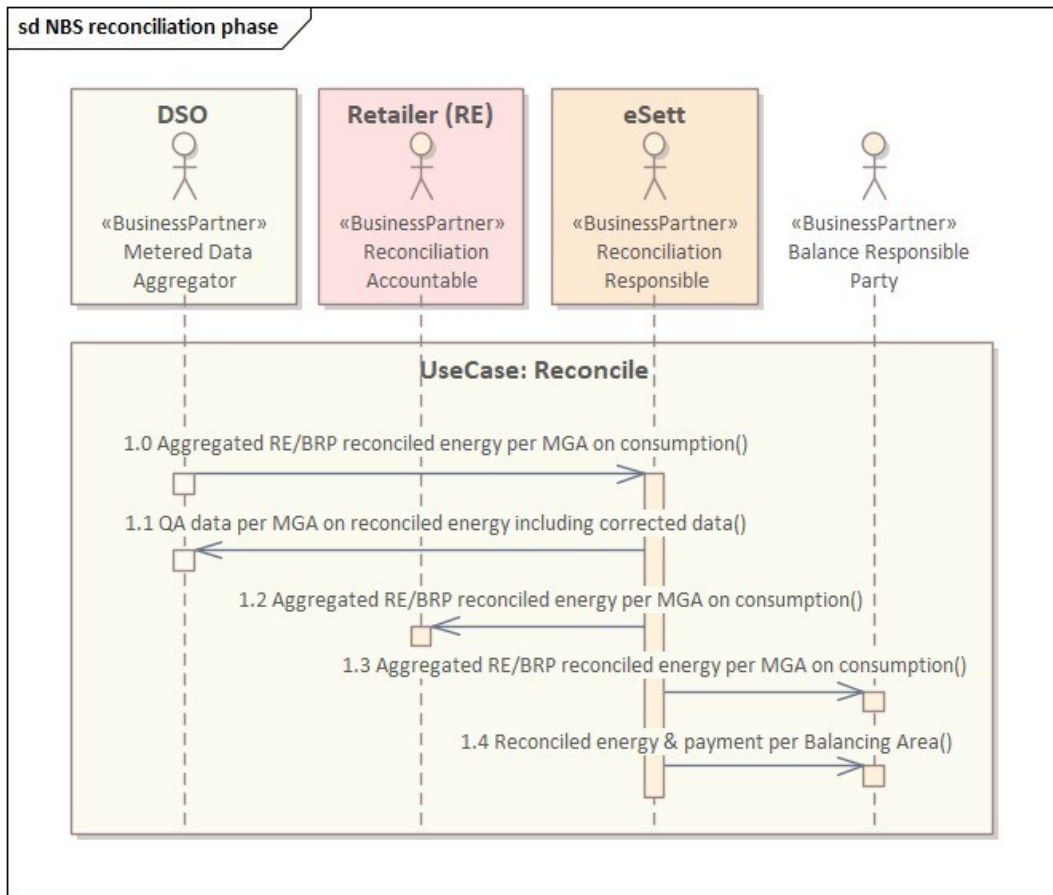 sd NBS reconciliation phase
DSO
Retailer (RE)
eSett
«BusinessPartner»
Metered Data
Aggregator
«BusinessPartner»
Reconciliation
Accountable
«BusinessPartner»
Reconciliation
Responsible
«BusinessPartner»
Balance Responsible
Party
UseCase: Reconcile
1.0 Aggregated RE/BRP reconciled energy per MGA on consumption()
1.1 QA data per MGA on reconciled energy including corrected data()
1.2 Aggregated RE/BRP reconciled energy per MGA on consumption()
1.3 Aggregated RE/BRP reconciled energy per MGA on consumption()
1.4 Reconciled energy & payment per Balancing Area()